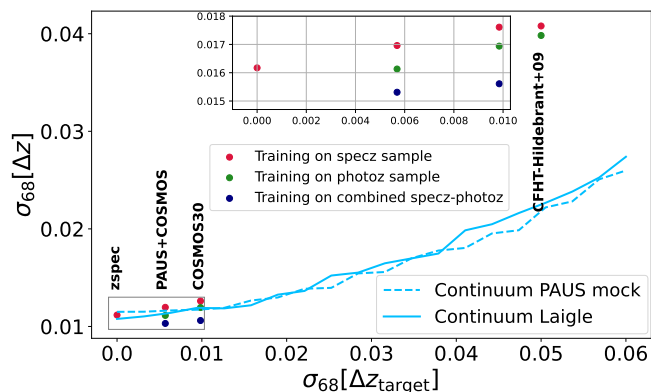 0.018
0.017
0.016
0.015
0.000 0.002 0.004 0.006 0.008 0.010
0.04
0.03
0.02
0.01
σ68[Δz]
Training on specz sample
Training on photoz sample
Training on combined specz-photoz
zspec
PAUS+COSMOS
COSMOS30
CFHT-Hildebrant+09
Continuum PAUS mock
Continuum Laigle
0.0 0.01 0.02 0.03 0.04 0.05 0.06
σ68[Δztarget]